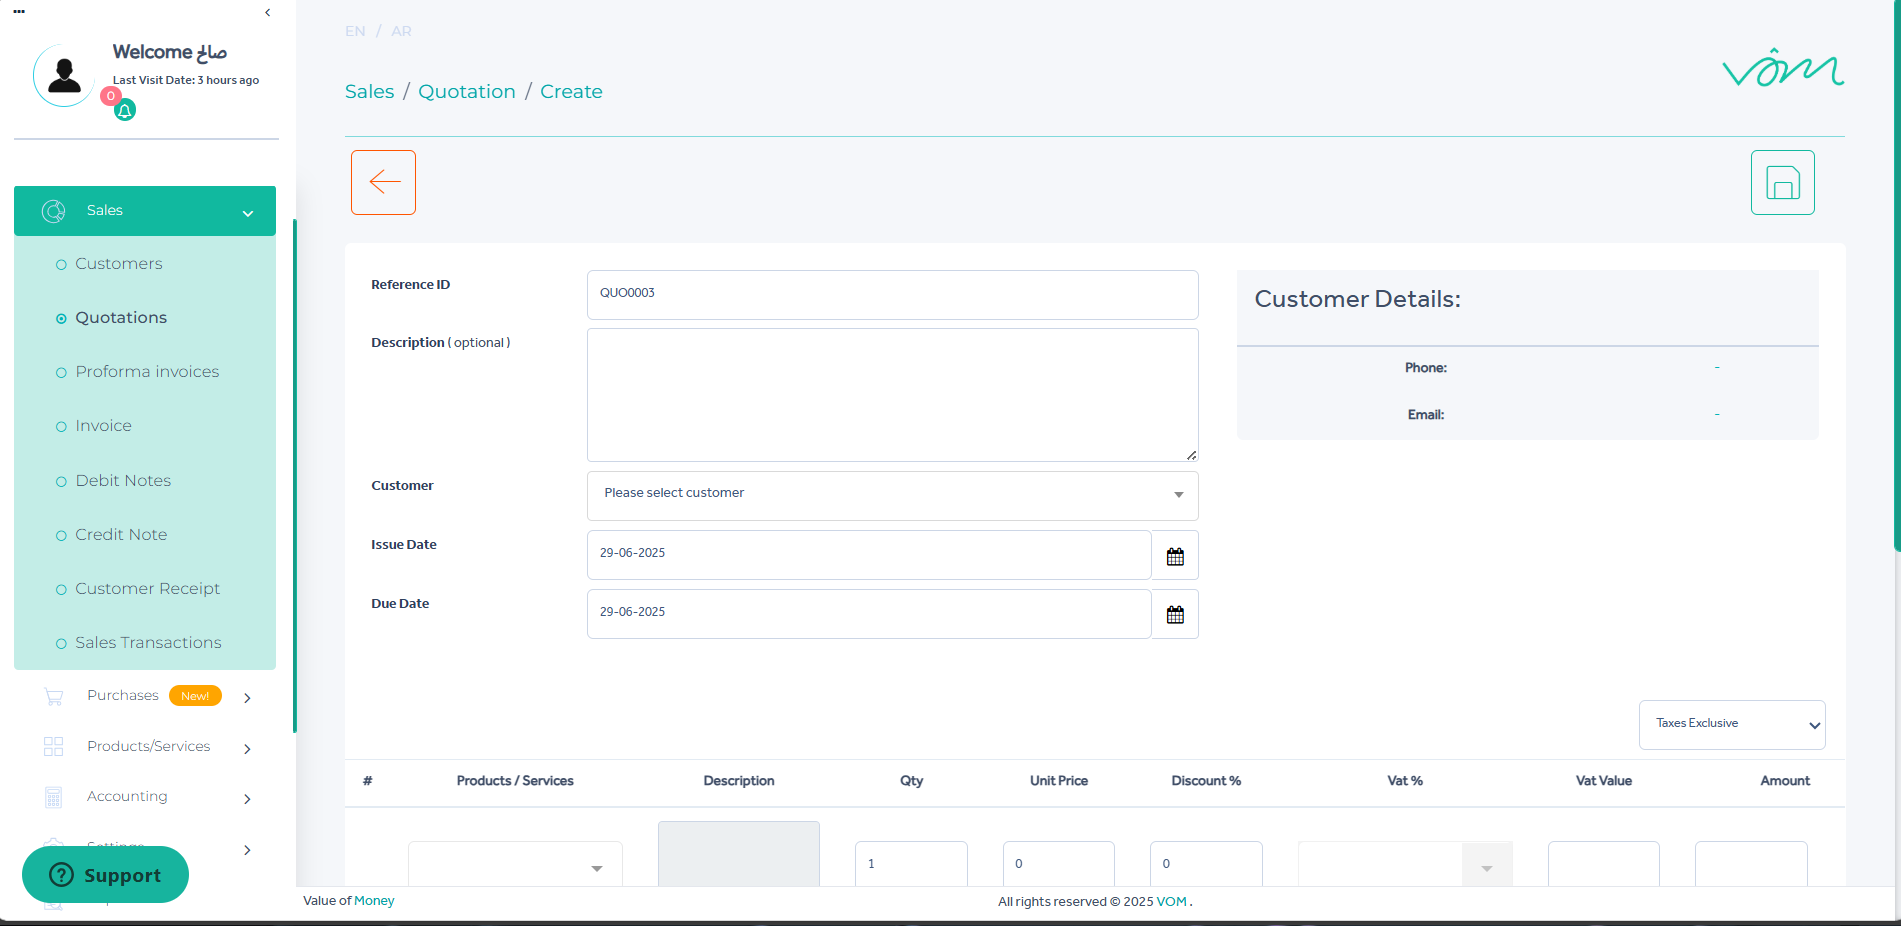 Welcome صالح
Last Visit Date: 3 hours ago
0
Sales
Customers
Quotations
Proforma invoices
Invoice
Debit Notes
Credit Note
Customer Receipt
Sales Transactions
Purchases New!
Products/Services
Accounting
Settings
? Support
EN / AR
vôm
Sales / Quotation / Create
Reference ID
QUO0003
Description ( optional )
Customer
Please select customer
Issue Date
29-06-2025
Due Date
29-06-2025
Customer Details:
Phone: -
Email: -
Taxes Exclusive
# Products / Services Description Qty Unit Price Discount % Vat % Vat Value Amount
1 0 0
Value of Money
All rights reserved © 2025 VOM .